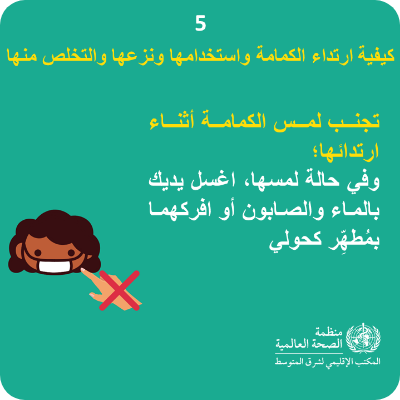 5
كيفية ارتداء الكمامة واستخدامها ونزعها والتخلص منها
تجنب لمس الكمامة أثناء
ارتدائها؛
وفي حالة لمسها، اغسل يديك
بالماء والصابون أو افركهما
بمُطهِّر كحولي
منظمة
الصحة العالمية
المكتب الإقليمي لشرق المتوسط